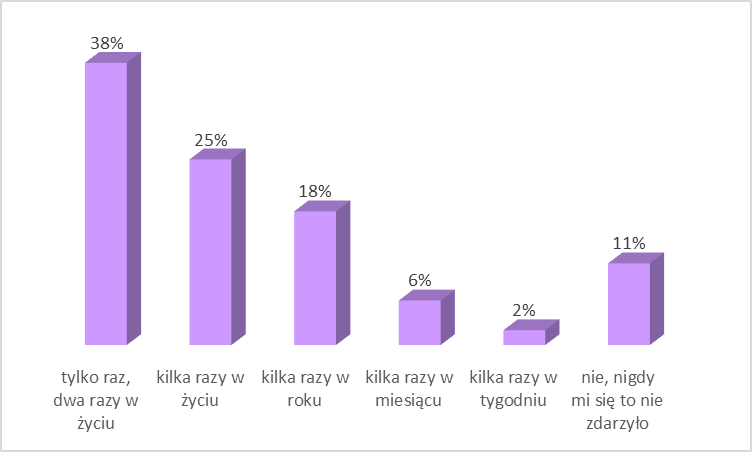 38%
25%
18%
6%
2%
11%
tylko raz,
dwa razy w
życiu
kilka razy w
życiu
kilka razy w
roku
kilka razy w
miesiącu
kilka razy w
tygodniu
nie, nigdy
mi się to nie
zdarzyło